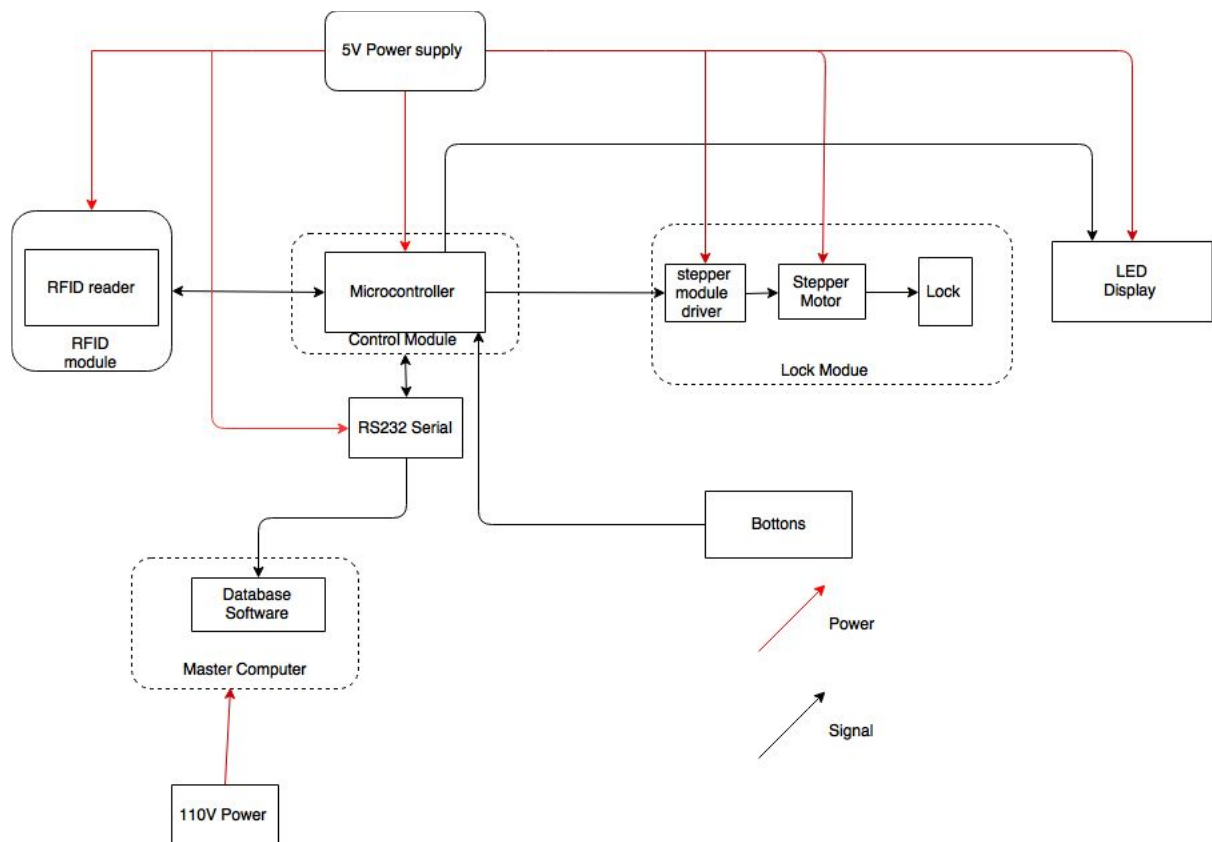 5V Power supply
RFID reader
RFID
module
Microcontroller
Control Module
stepper
module
driver
Stepper
Motor
Lock
Lock Modue
LED
Display
RS232 Serial
Bottons
Database
Software
Master Computer
110V Power
Power
Signal